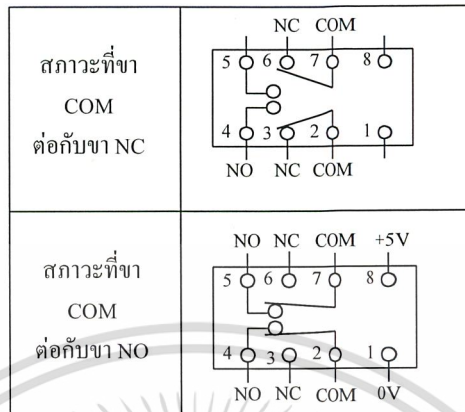 สภาวะที่ขา
COM
ต่อกับขา NC
NC COM
5 6 7 8
4 3 2 1
NO NC COM
สภาวะที่ขา
COM
ต่อกับขา NO
NO NC COM +5V
5 6 7 8
4 3 2 1
NO NC COM 0V